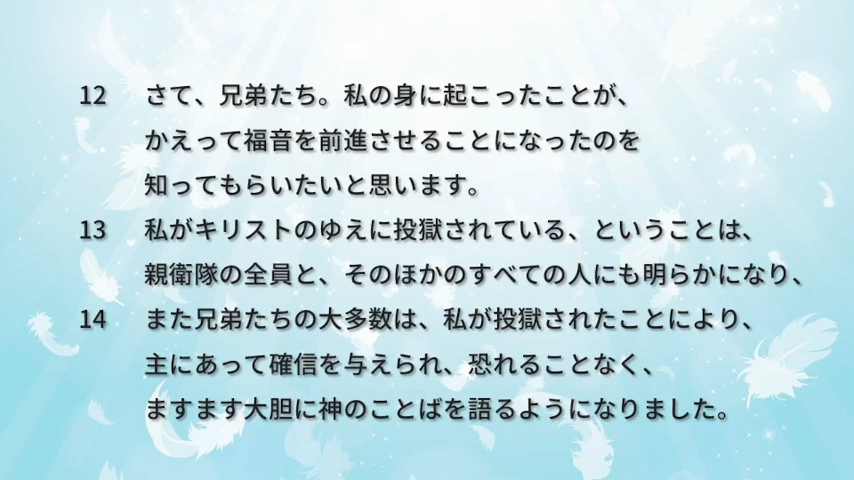 12 さて、兄弟たち。私の身に起こったことが、
かえって福音を前進させることになったのを
知ってもらいたいと思います。
13 私がキリストのゆえに投獄されている、ということは、
親衛隊の全員と、そのほかのすべての人にも明らかになり、
14 また兄弟たちの大多数は、私が投獄されたことにより、
主にあって確信を与えられ、恐れることなく、
ますます大胆に神のことばを語るようになりました。